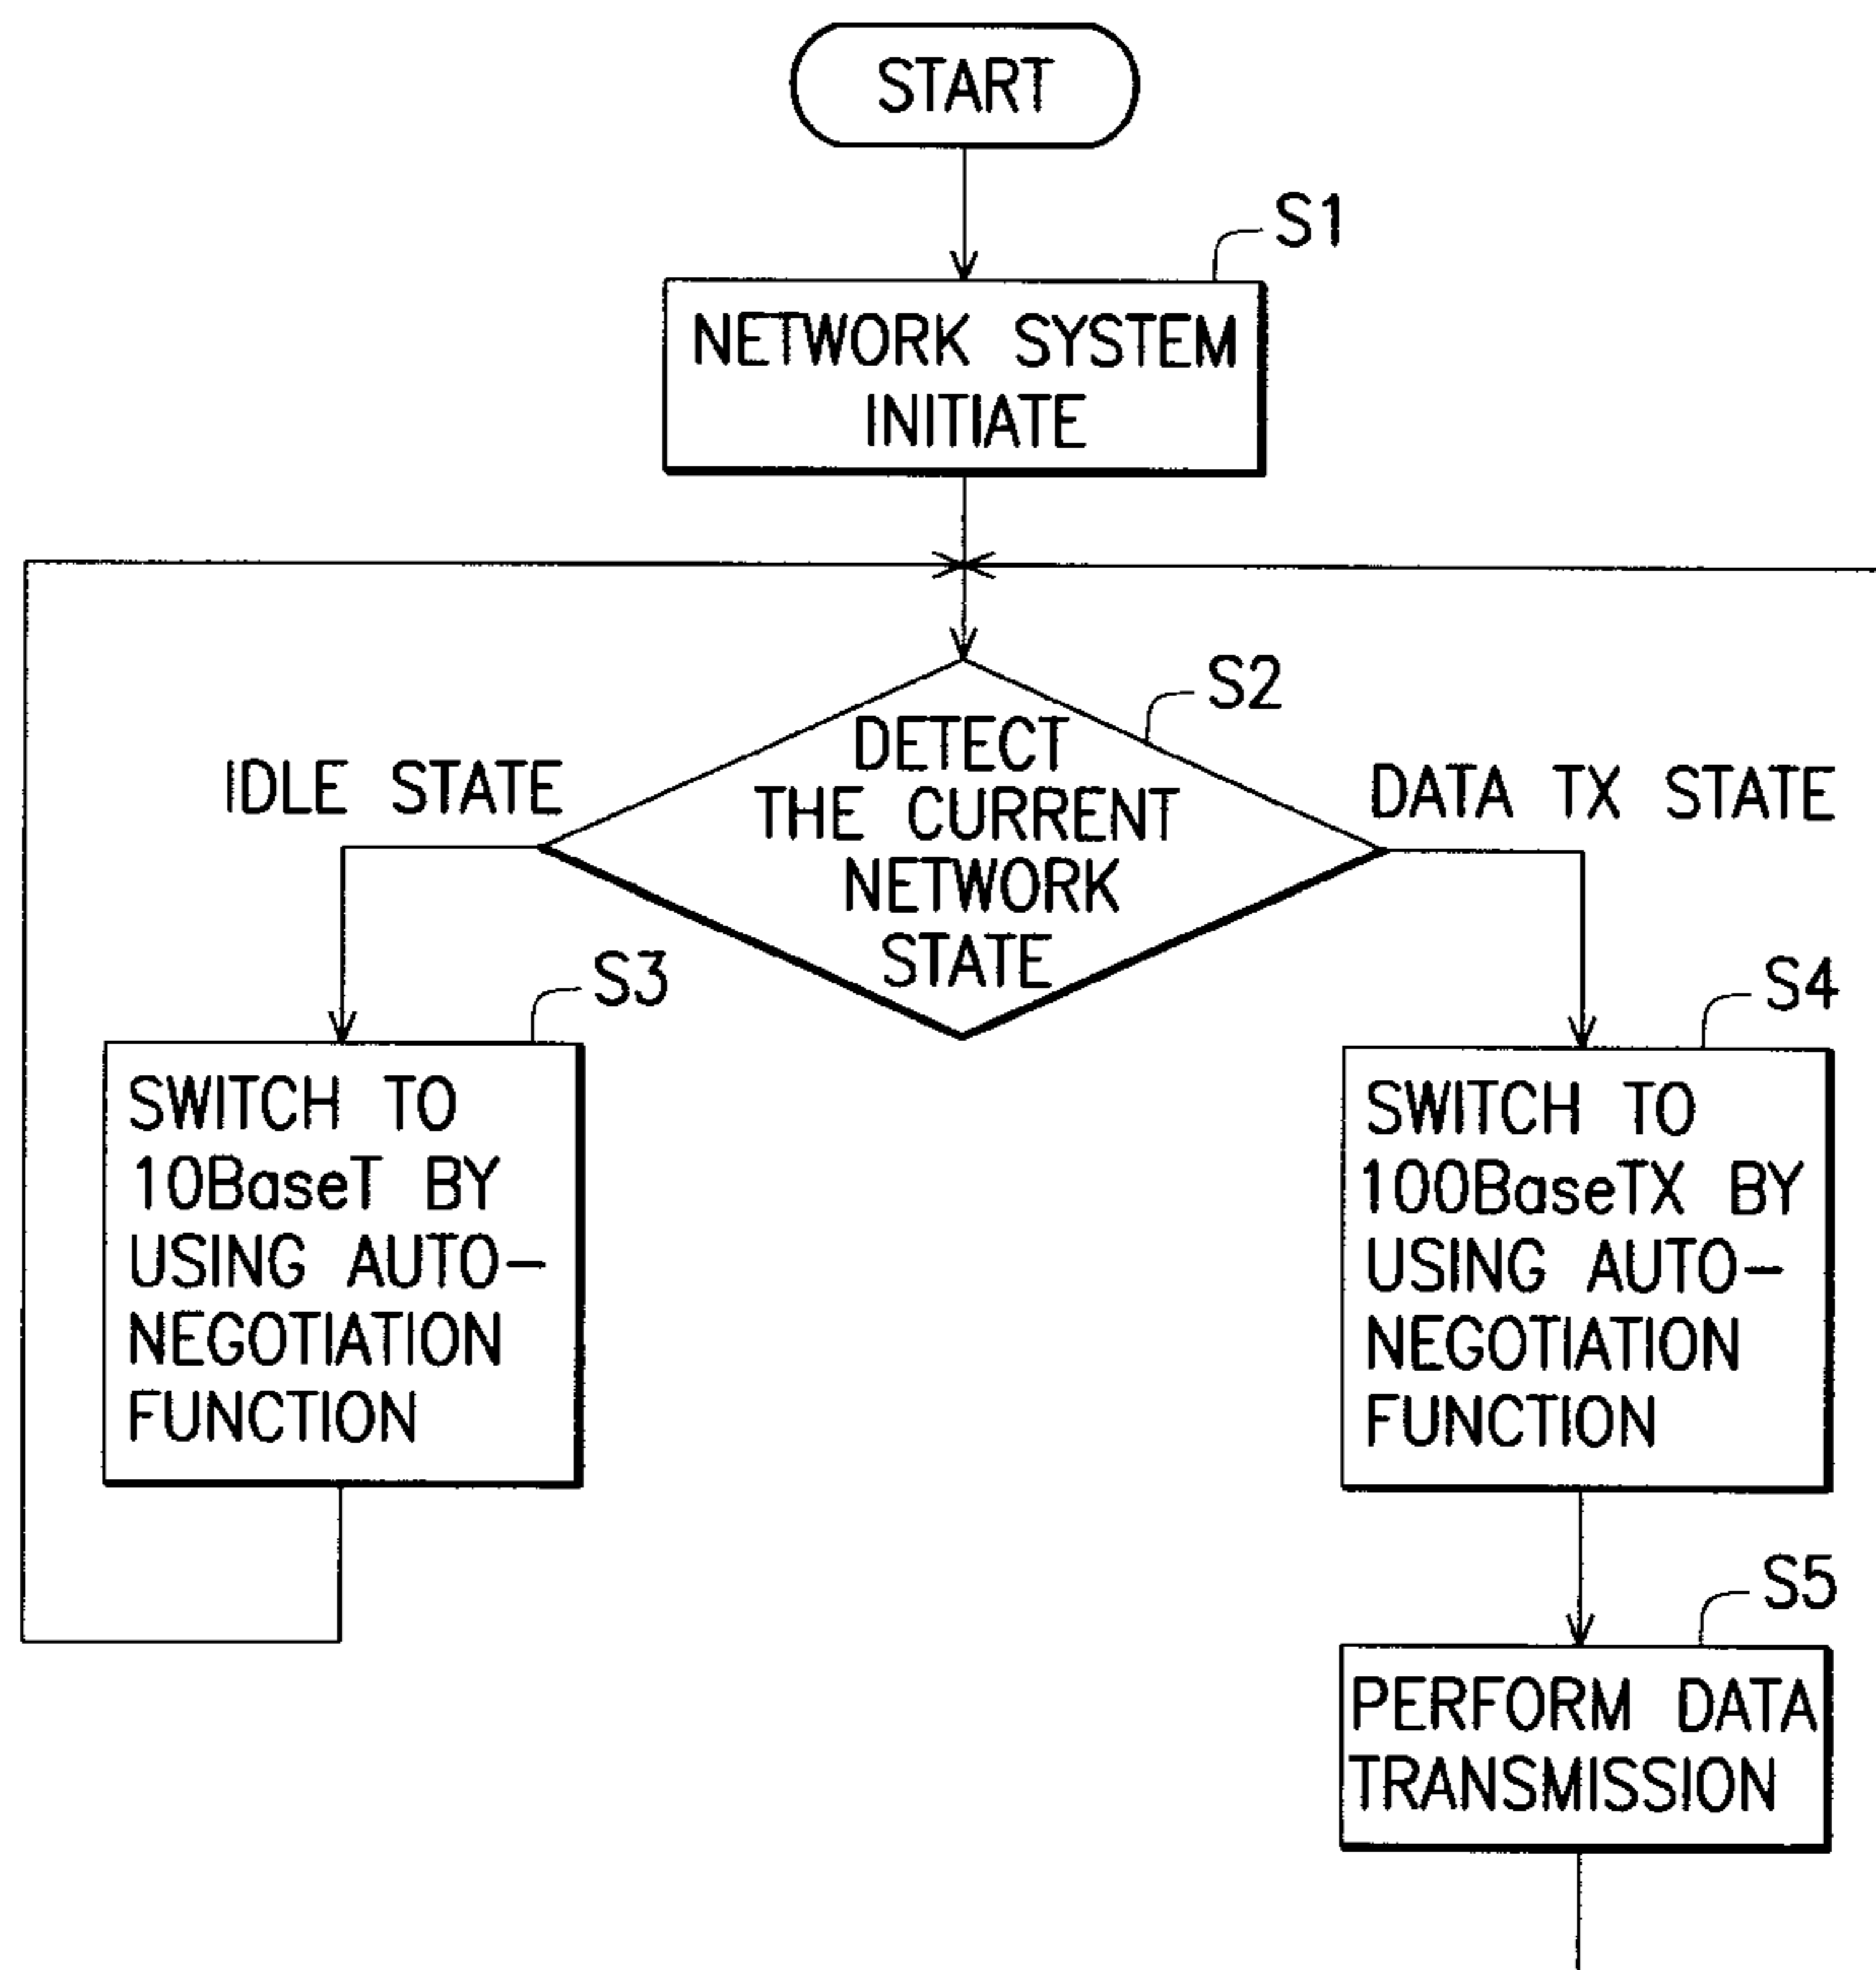 START
S1
NETWORK SYSTEM
INITIATE
S2
DETECT
THE CURRENT
NETWORK
STATE
IDLE STATE
DATA TX STATE
S3
SWITCH TO
10BaseT BY
USING AUTO-
NEGOTIATION
FUNCTION
S4
SWITCH TO
100BaseTX BY
USING AUTO-
NEGOTIATION
FUNCTION
S5
PERFORM DATA
TRANSMISSION